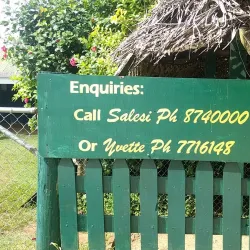 Enquiries:
Call Salesi Ph 8740000
Or Yvette Ph 7716148